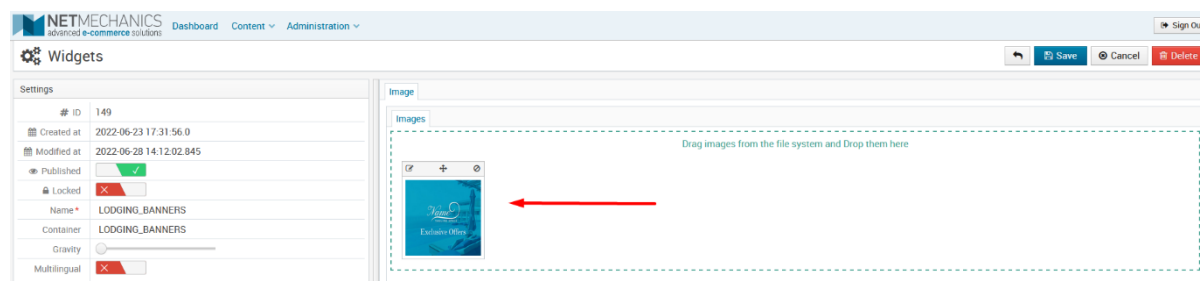 NETMECHANICS
advanced e-commerce solutions
Dashboard Content Administration
Sign Ou
Widgets
Save Cancel Delete
Settings
# ID 149
Created at 2022-06-23 17:31:56.0
Modified at 2022-06-28 14:12:02.845
Published
Locked
Name* LODGING_BANNERS
Container LODGING_BANNERS
Gravity
Multilingual
Image
Images
Drag images from the file system and Drop them here
Exclusive Offers